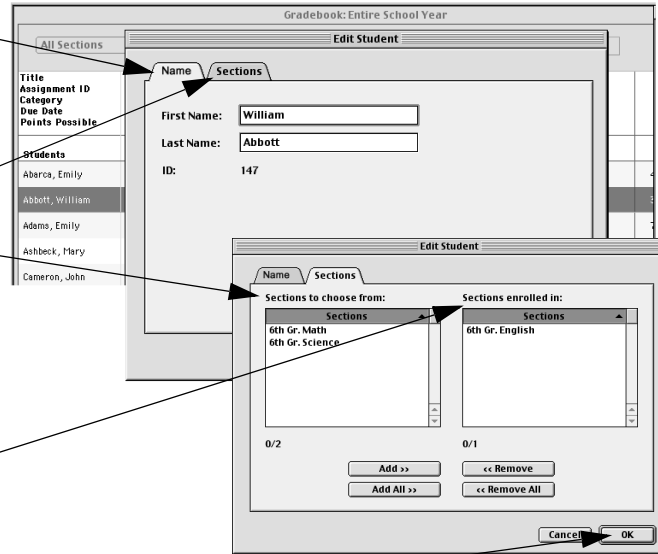 Gradebook: Entire School Year
All Sections
Edit Student
Name
Sections
Title
Assignment ID
Category
Due Date
Points Possible
First Name:
William
Last Name:
Abbott
ID:
147
Students
Abarca, Emily
Abbott, William
Adams, Emily
Ashbeck, Mary
Cameron, John
Edit Student
Name
Sections
Sections to choose from:
Sections enrolled in:
Sections
Sections
6th Gr. Math
6th Gr. English
6th Gr. Science
0/2
0/1
Add >>
<< Remove
Add All >>
<< Remove All
Cancel
OK